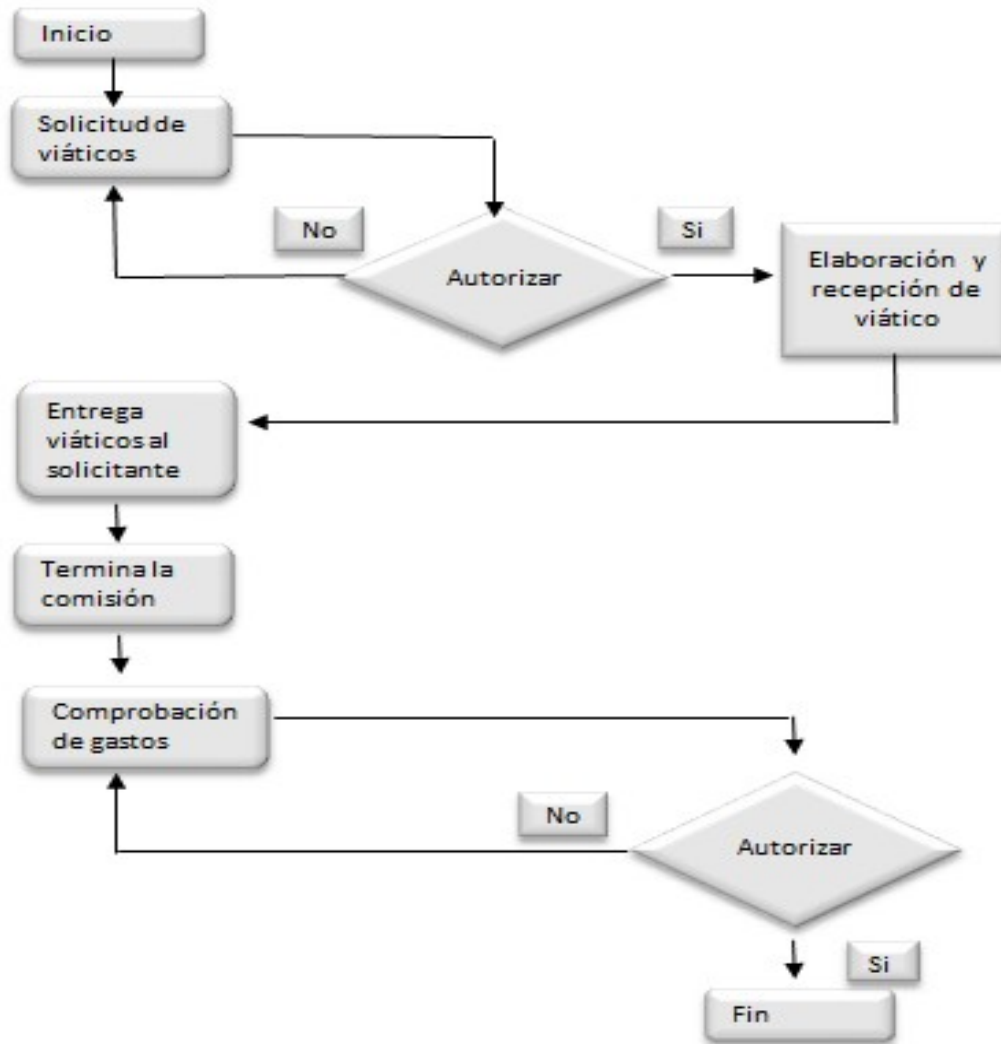 Inicio
Solicitud de
viáticos
No
Si
Autorizar
Elaboración y
recepción de
viático
Entrega
viáticos al
solicitante
Termina la
comisión
Comprobación
de gastos
No
Autorizar
Si
Fin